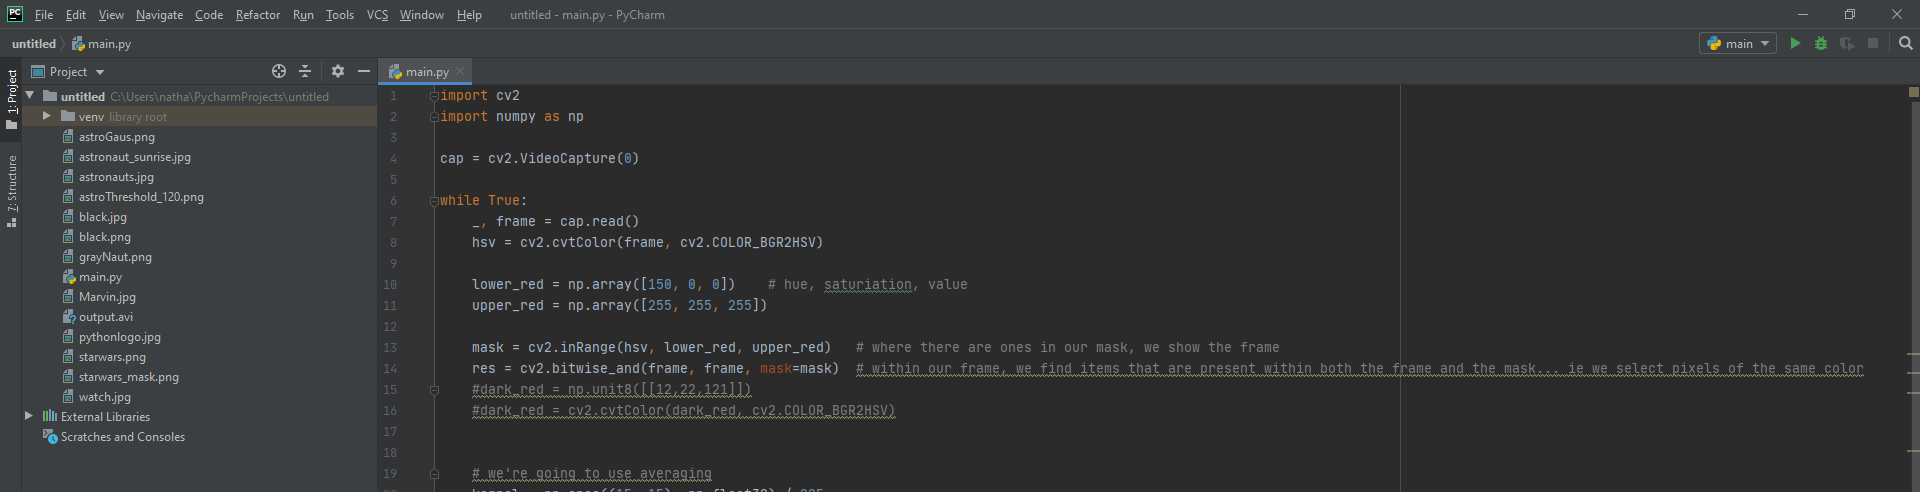 PC File Edit View Navigate Code Refactor Run Tools VCS Window Help untitled - main.py - PyCharm
untitled main.py main
1: Project
7: Structure
Project
untitled C:\Users\natha\PycharmProjects\untitled
venv library root
astroGaus.png
astronaut_sunrise.jpg
astronauts.jpg
astroThreshold_120.png
black.jpg
black.png
grayNaut.png
main.py
Marvin.jpg
output.avi
pythonlogo.jpg
starwars.png
starwars_mask.png
watch.jpg
External Libraries
Scratches and Consoles
main.py
1 import cv2
2 import numpy as np
3
4 cap = cv2.VideoCapture(0)
5
6 while True:
7 _, frame = cap.read()
8 hsv = cv2.cvtColor(frame, cv2.COLOR_BGR2HSV)
9
10 lower_red = np.array([150, 0, 0]) # hue, saturiation, value
11 upper_red = np.array([255, 255, 255])
12
13 mask = cv2.inRange(hsv, lower_red, upper_red) # where there are ones in our mask, we show the frame
14 res = cv2.bitwise_and(frame, frame, mask=mask) # within our frame, we find items that are present within both the frame and the mask... ie we select pixels of the same color
15 #dark_red = np.unit8([[12,22,121]])
16 #dark_red = cv2.cvtColor(dark_red, cv2.COLOR_BGR2HSV)
17
18
19 # we're going to use averaging